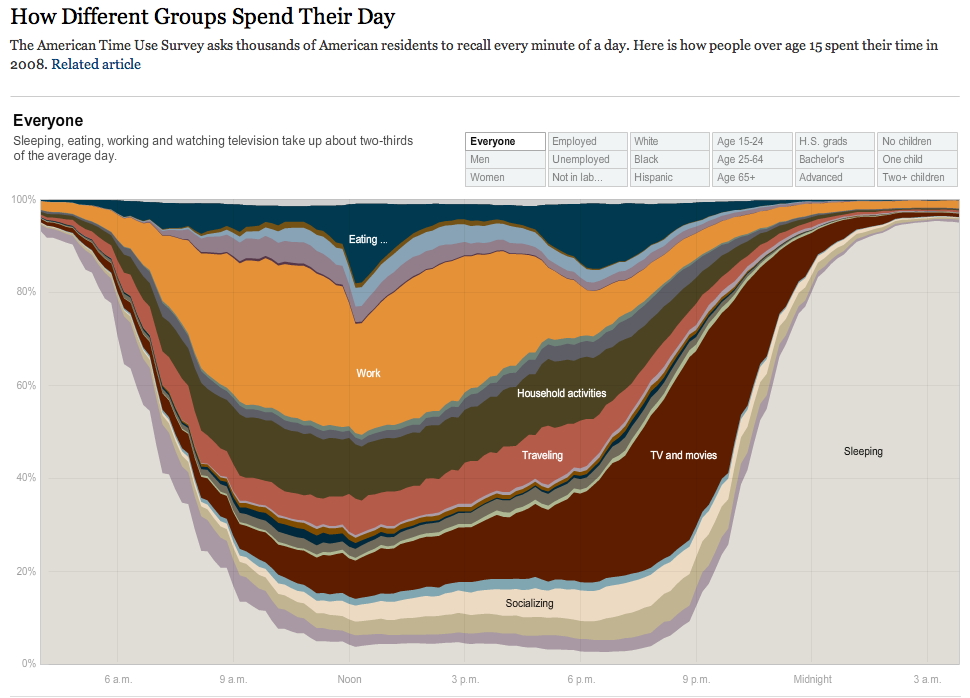 How Different Groups Spend Their Day
The American Time Use Survey asks thousands of American residents to recall every minute of a day. Here is how people over age 15 spent their time in
2008. Related article
Everyone
Sleeping, eating, working and watching television take up about two-thirds
of the average day.
Everyone Employed White Age 15-24 H.S. grads No children
Men Unemployed Black Age 25-64 Bachelor's One child
Women Not in lab... Hispanic Age 65+ Advanced Two+ children
100%
Eating ...
80%
Work
60%
Household activities
Traveling
TV and movies
Sleeping
40%
20%
Socializing
0%
6 a.m. 9 a.m. Noon 3 p.m. 6 p.m. 9 p.m. Midnight 3 a.m.